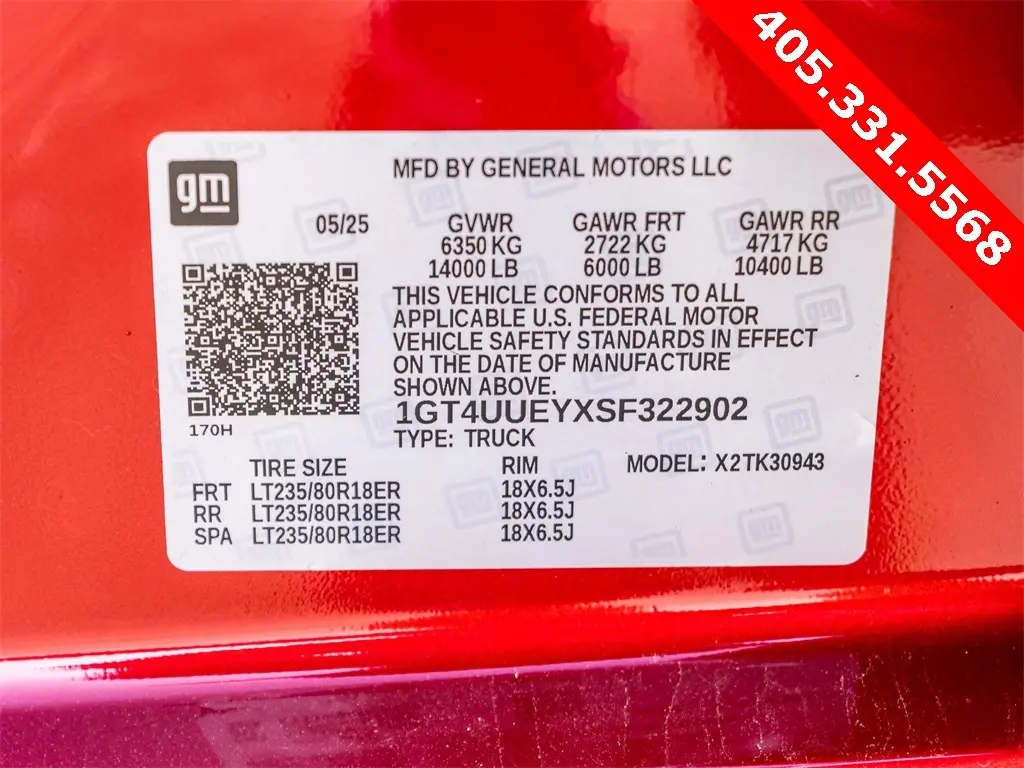 405.331.5568
gm
MFD BY GENERAL MOTORS LLC
05/25 GVWR GAWR FRT GAWR RR
6350 KG 2722 KG 4717 KG
14000 LB 6000 LB 10400 LB
THIS VEHICLE CONFORMS TO ALL
APPLICABLE U.S. FEDERAL MOTOR
VEHICLE SAFETY STANDARDS IN EFFECT
ON THE DATE OF MANUFACTURE
SHOWN ABOVE.
1GT4UUEYXSF322902
170H
TYPE: TRUCK
TIRE SIZE RIM MODEL: X2TK30943
FRT LT235/80R18ER 18X6.5J
RR LT235/80R18ER 18X6.5J
SPA LT235/80R18ER 18X6.5J